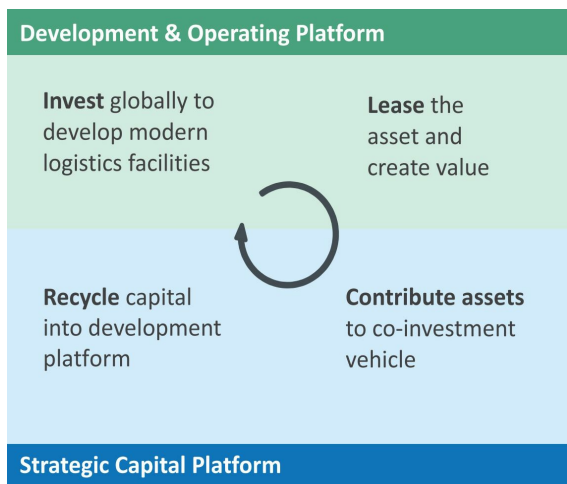 Development & Operating Platform
Invest globally to
develop modern
logistics facilities
Lease the
asset and
create value
Recycle capital
into development
platform
Contribute assets
to co-investment
vehicle
Strategic Capital Platform